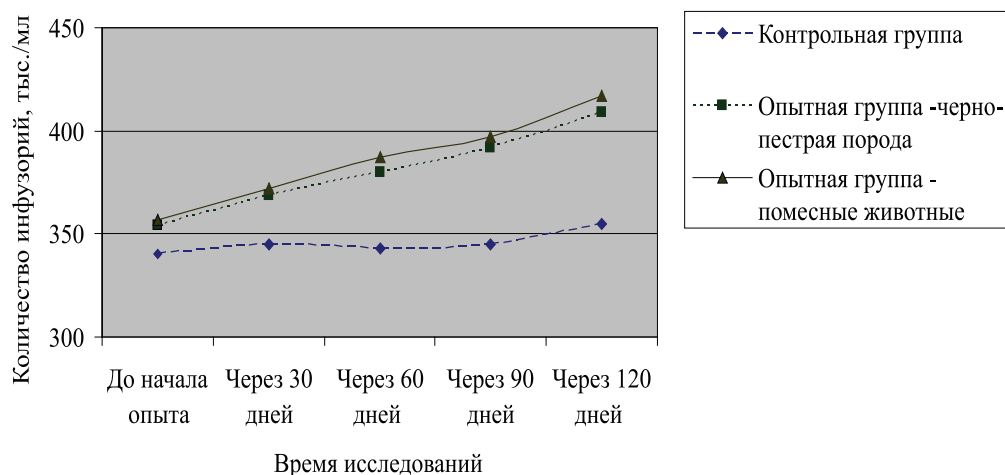 Количество инфузорий, тыс./мл
450
400
350
300
До начала
опыта
Через 30
дней
Через 60
дней
Через 90
дней
Через 120
дней
Время исследований
Контрольная группа
Опытная группа -черно-
пестрая порода
Опытная группа -
помесные животные